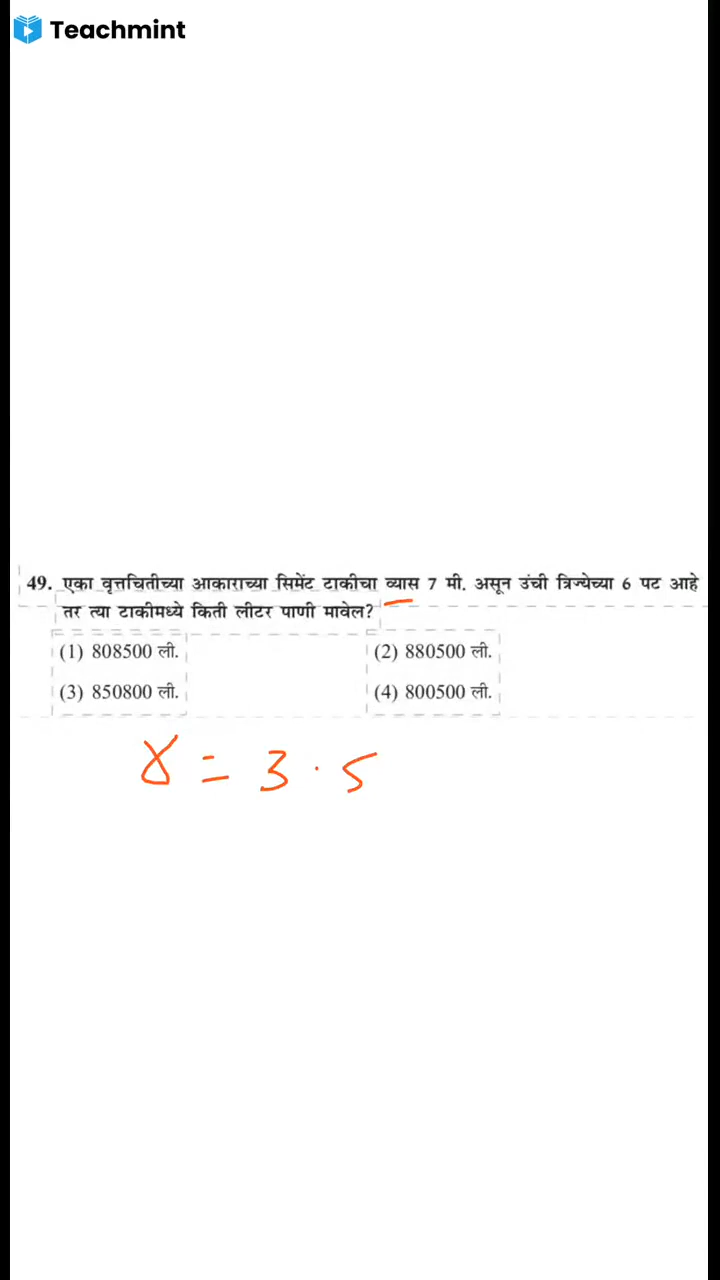 Teachmint
49. एका वृत्तचितीच्या आकाराच्या सिमेंट टाकीचा व्यास 7 मी. असून उंची त्रिज्येच्या 6 पट आहे
तर त्या टाकीमध्ये किती लीटर पाणी मावेल?
(1) 808500 ली. (2) 880500 ली.
(3) 850800 ली. (4) 800500 ली.
r = 3.5